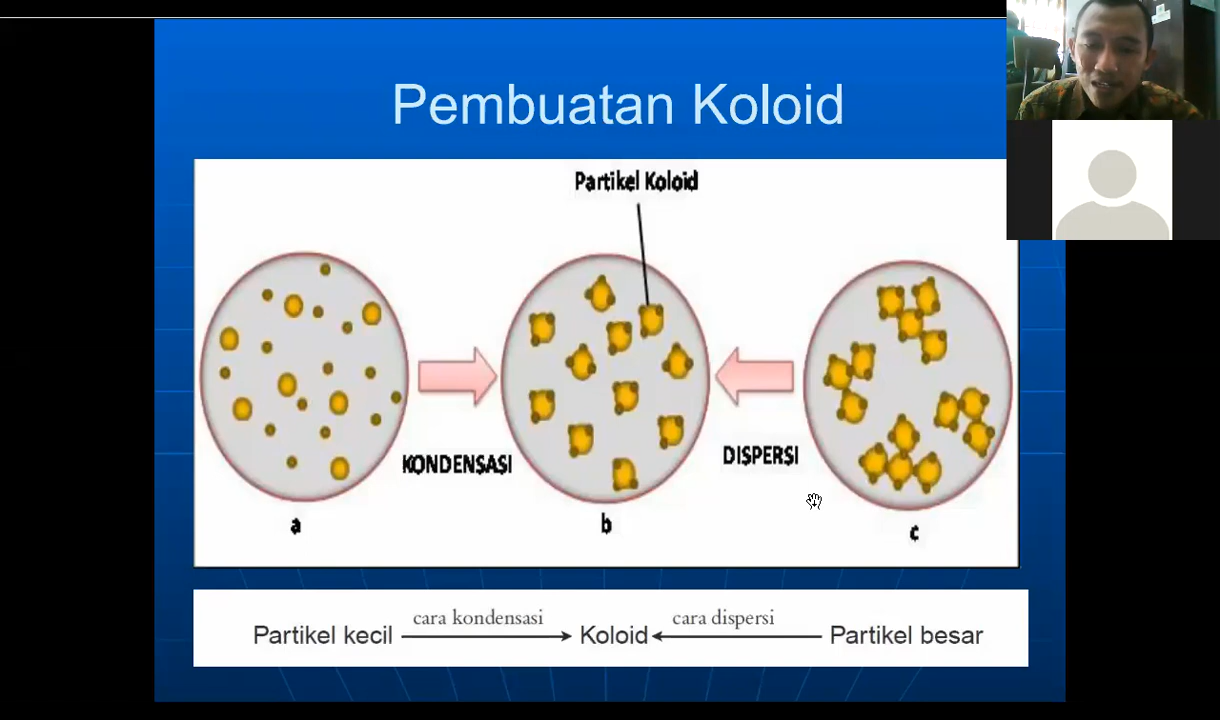 Pembuatan Koloid
Partikel Koloid
KONDENSASI
DISPERSI
a
b
c
cara kondensasi
cara dispersi
Partikel kecil
Koloid
Partikel besar